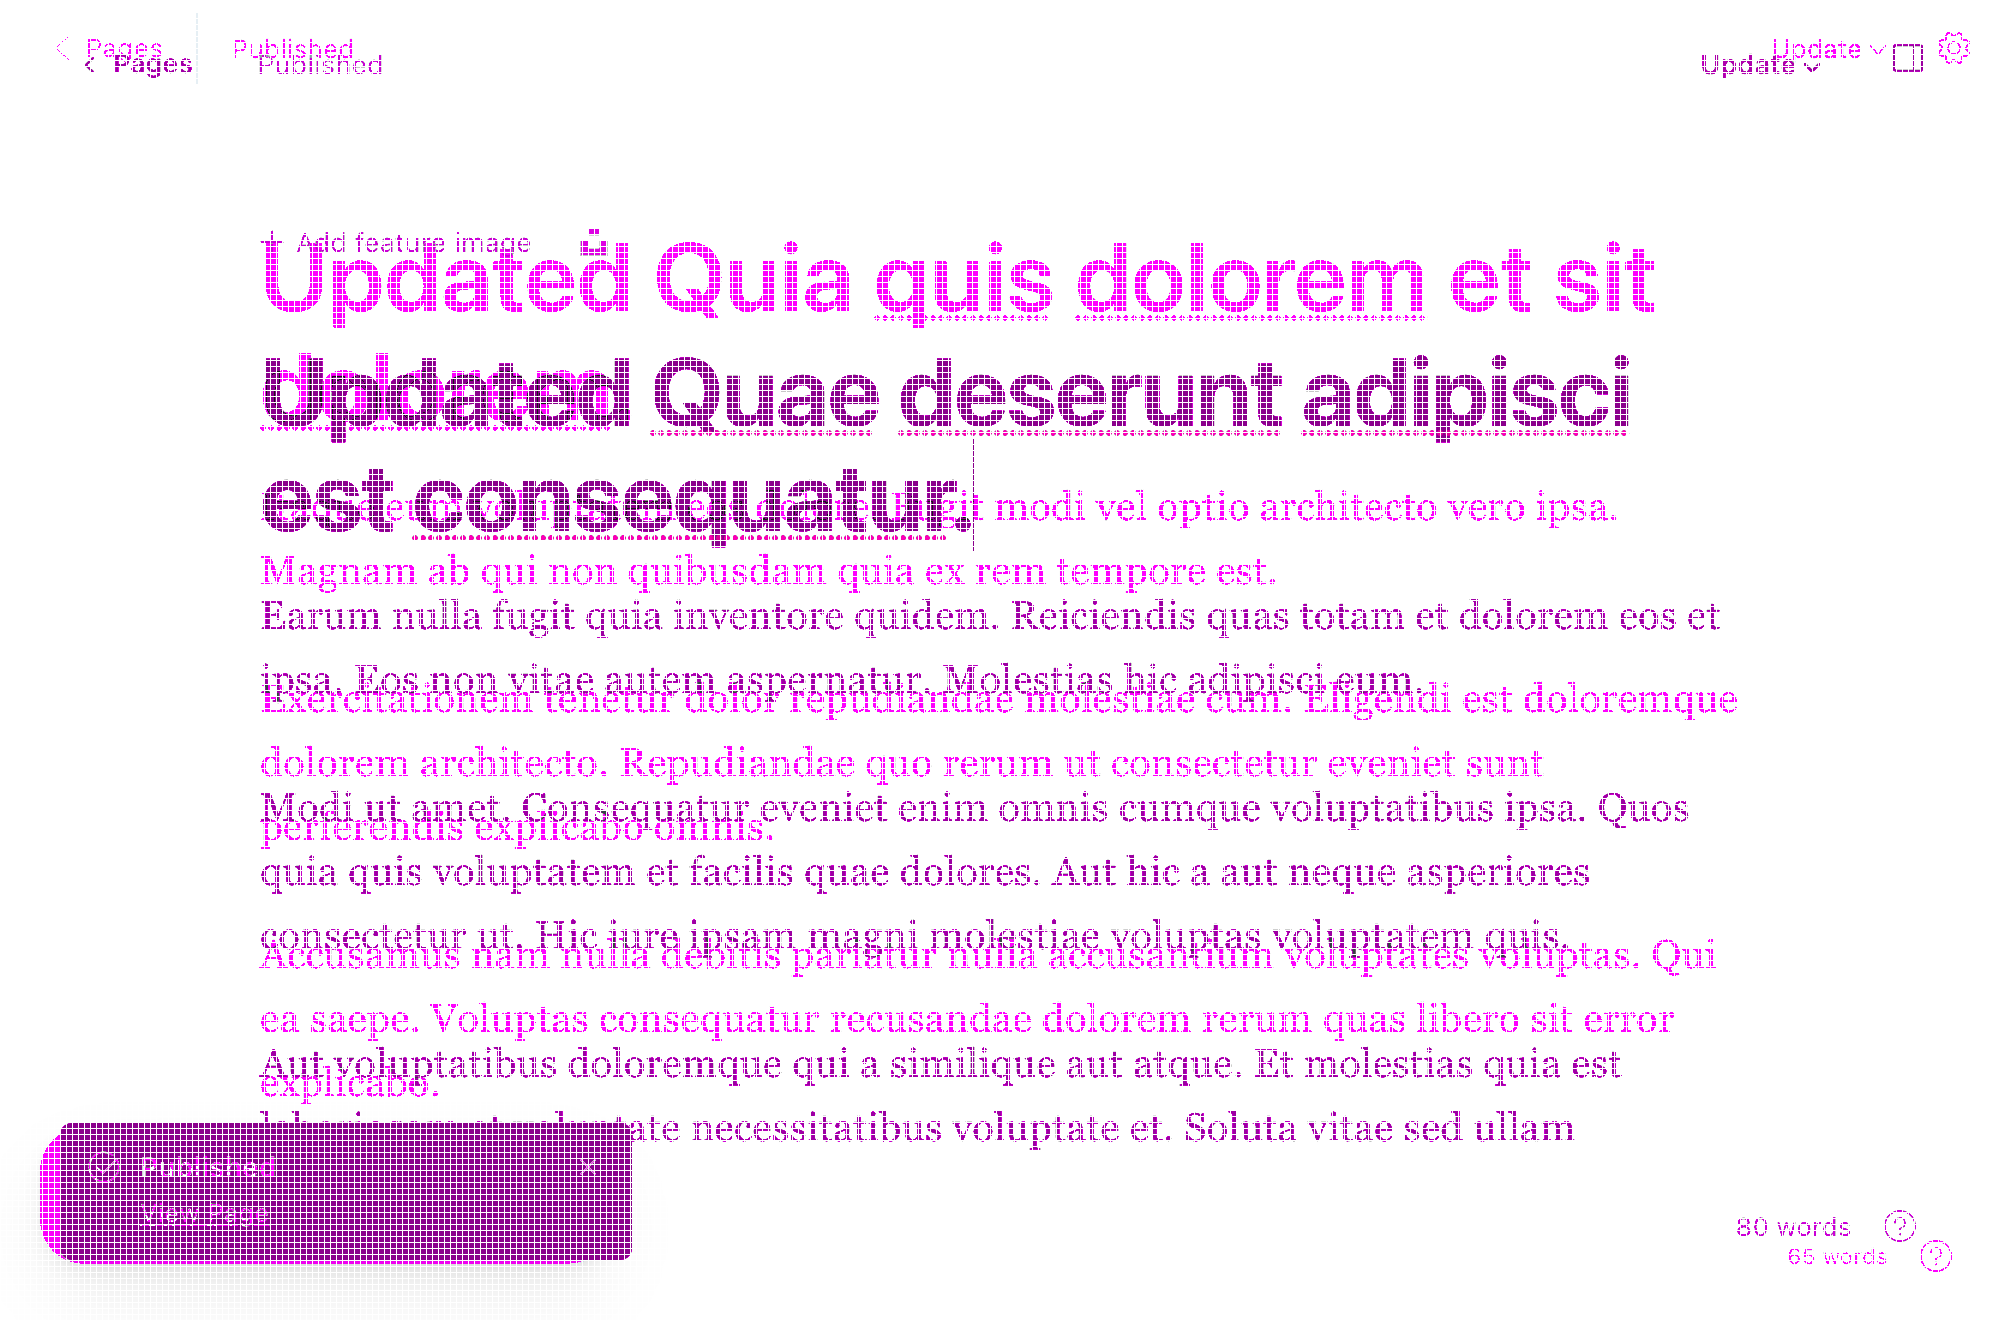 Pages Published Update
Pages Published Update
Add feature image
Updated Quia quis dolorem et sit
dolorem
Updated Quae deserunt adipisci
est consequatur.
modi vel optio architecto vero ipsa.
Magnam ab qui non quibusdam quia ex rem tempore est.
Earum nulla fugit quia inventore quidem. Reiciendis quas totam et dolorem eos et
ipsa. Eos non vitae autem aspernatur. Molestias hic adipisci eum.
Exercitationem tenetur dolor repudiandae molestiae cum. Eligendi est doloremque
dolorem architecto. Repudiandae quo rerum ut consectetur eveniet sunt
Modi ut amet. Consequatur eveniet enim omnis cumque voluptatibus ipsa. Quos
perferendis explicabo omnis.
quia quis voluptatem et facilis quae dolores. Aut hic a aut neque asperiores
consectetur ut. Hic iure ipsam magni molestiae voluptas voluptatem quis.
Accusamus nam nulla debitis pariatur nulla accusantium voluptates voluptas. Qui
ea saepe. Voluptas consequatur recusandae dolorem rerum quas libero sit error
Aut voluptatibus doloremque qui a similique aut atque. Et molestias quia est
explicabo.
necessitatibus voluptate et. Soluta vitae sed ullam
Published
View Page
80 words
65 words